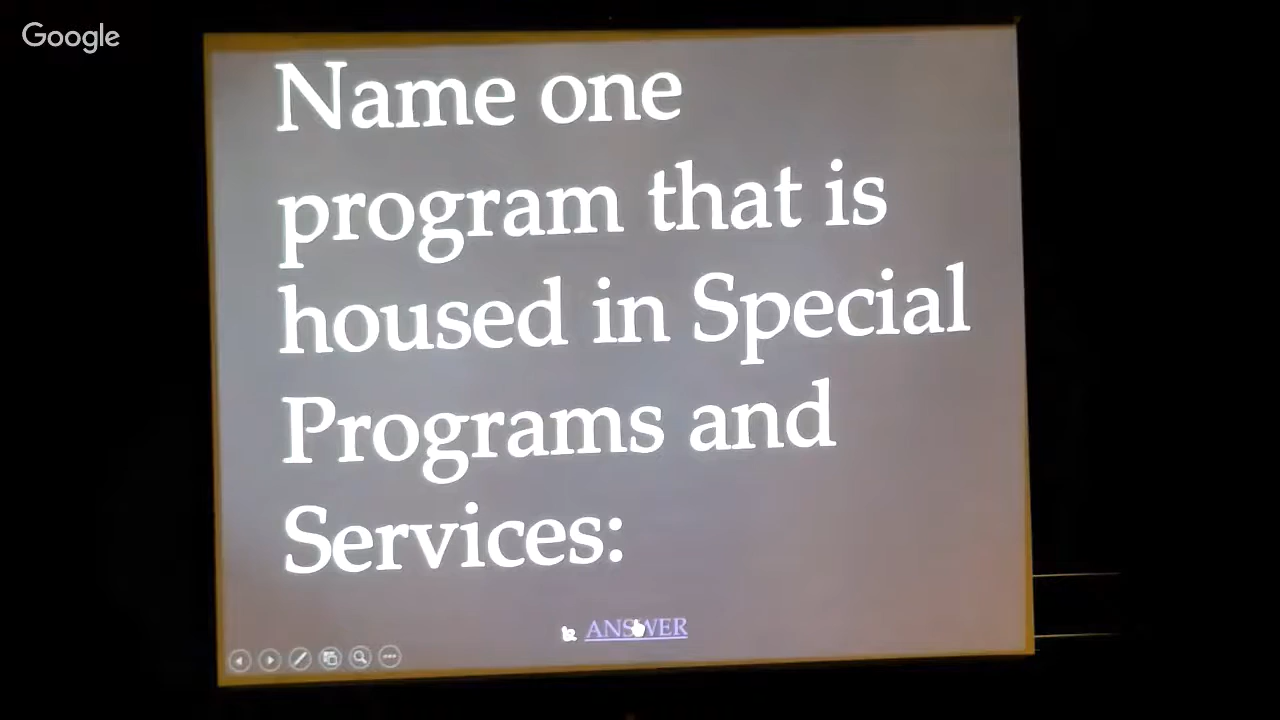 Google
Name one
program that is
housed in Special
Programs and
Services:
ANSWER